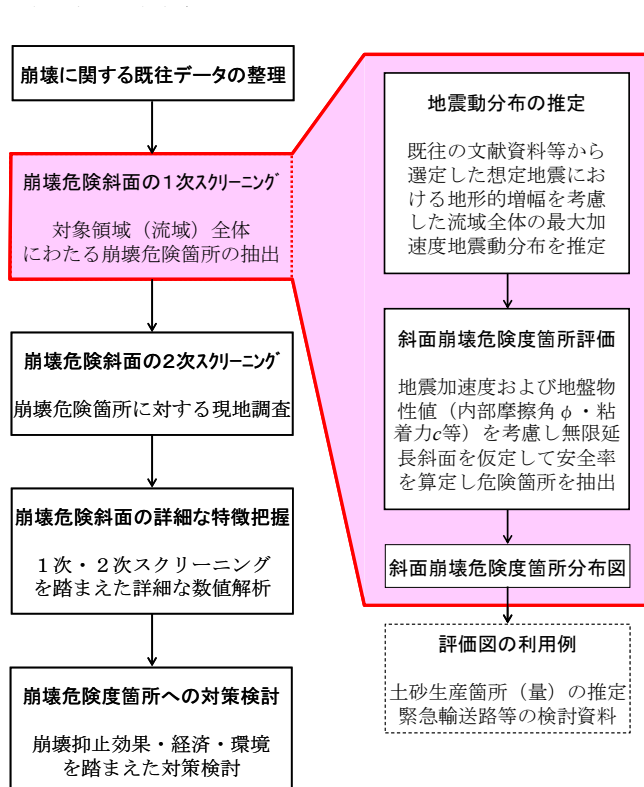 崩壊に関する既往データの整理
崩壊危険斜面の1次ｽｸﾘｰﾆﾝｸﾞ
対象領域（流域）全体
にわたる崩壊危険箇所の抽出
崩壊危険斜面の2次ｽｸﾘｰﾆﾝｸﾞ
崩壊危険箇所に対する現地調査
崩壊危険斜面の詳細な特徴把握
１次・２次スクリーニング
を踏まえた詳細な数値解析
崩壊危険度箇所への対策検討
崩壊抑止効果・経済・環境
を踏まえた対策検討
地震動分布の推定
既往の文献資料等から
選定した想定地震にお
ける地形的増幅を考慮
した流域全体の最大加
速度地震動分布を推定
斜面崩壊危険度箇所評価
地震加速度および地盤物
性値（内部摩擦角φ・粘
着力c等）を考慮し無限延
長斜面を仮定して安全率
を算定し危険箇所を抽出
斜面崩壊危険度箇所分布図
評価図の利用例
土砂生産箇所（量）の推定
緊急輸送路等の検討資料